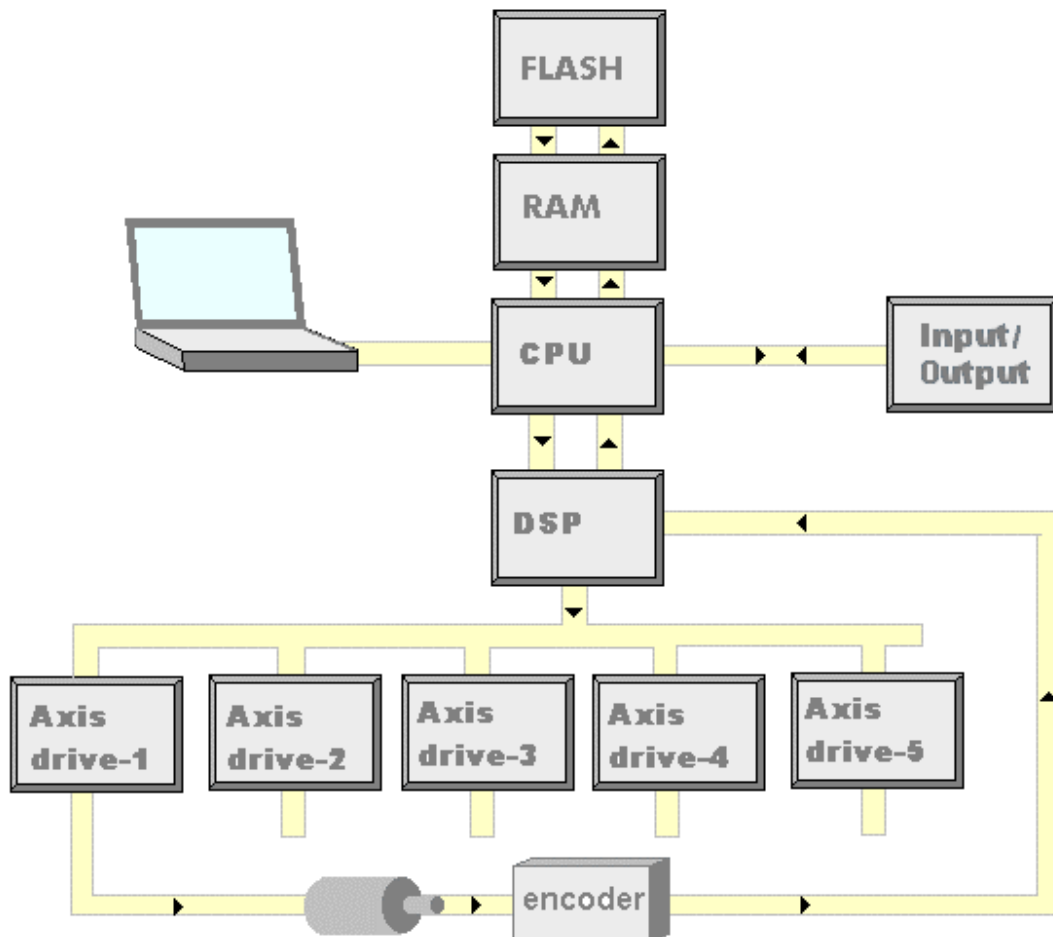 FLASH
RAM
CPU
Input/
Output
DSP
Axis
drive-1
Axis
drive-2
Axis
drive-3
Axis
drive-4
Axis
drive-5
encoder